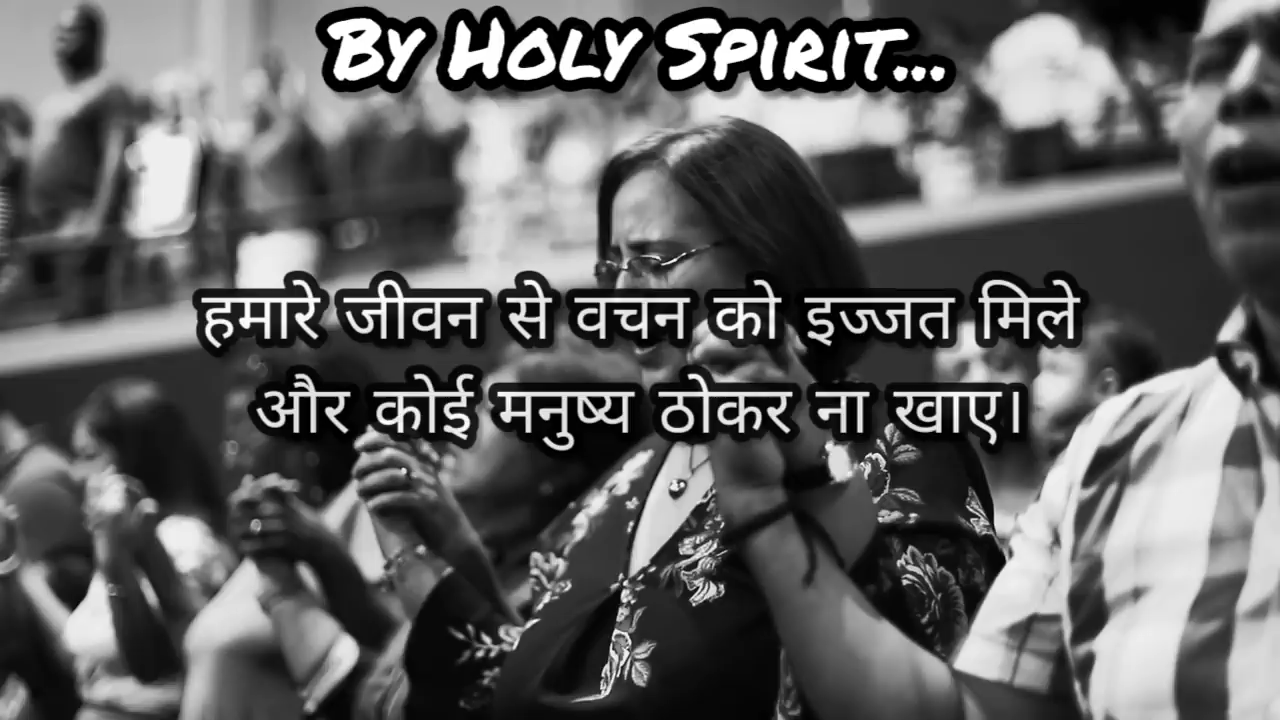 By Holy Spirit...
हमारे जीवन से वचन को इज्जत मिले
और कोई मनुष्य ठोकर ना खाए।